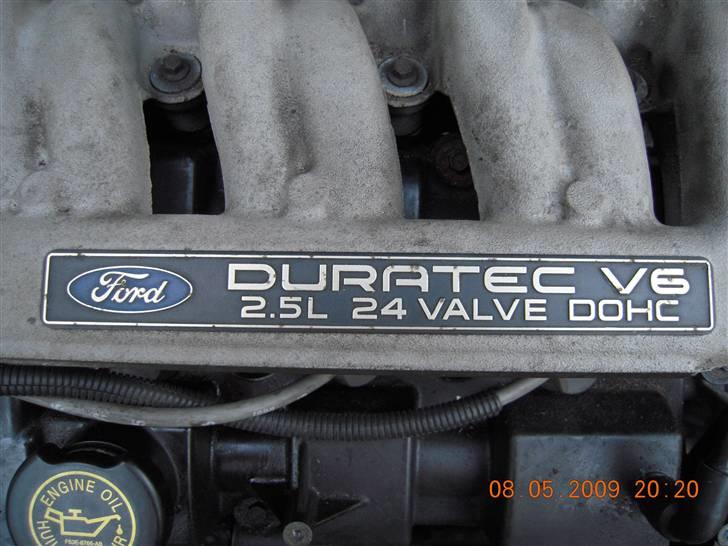 Ford
DURATEC V6
2.5L 24 VALVE DOHC
08.05.2009 20:20
ENGINE OIL